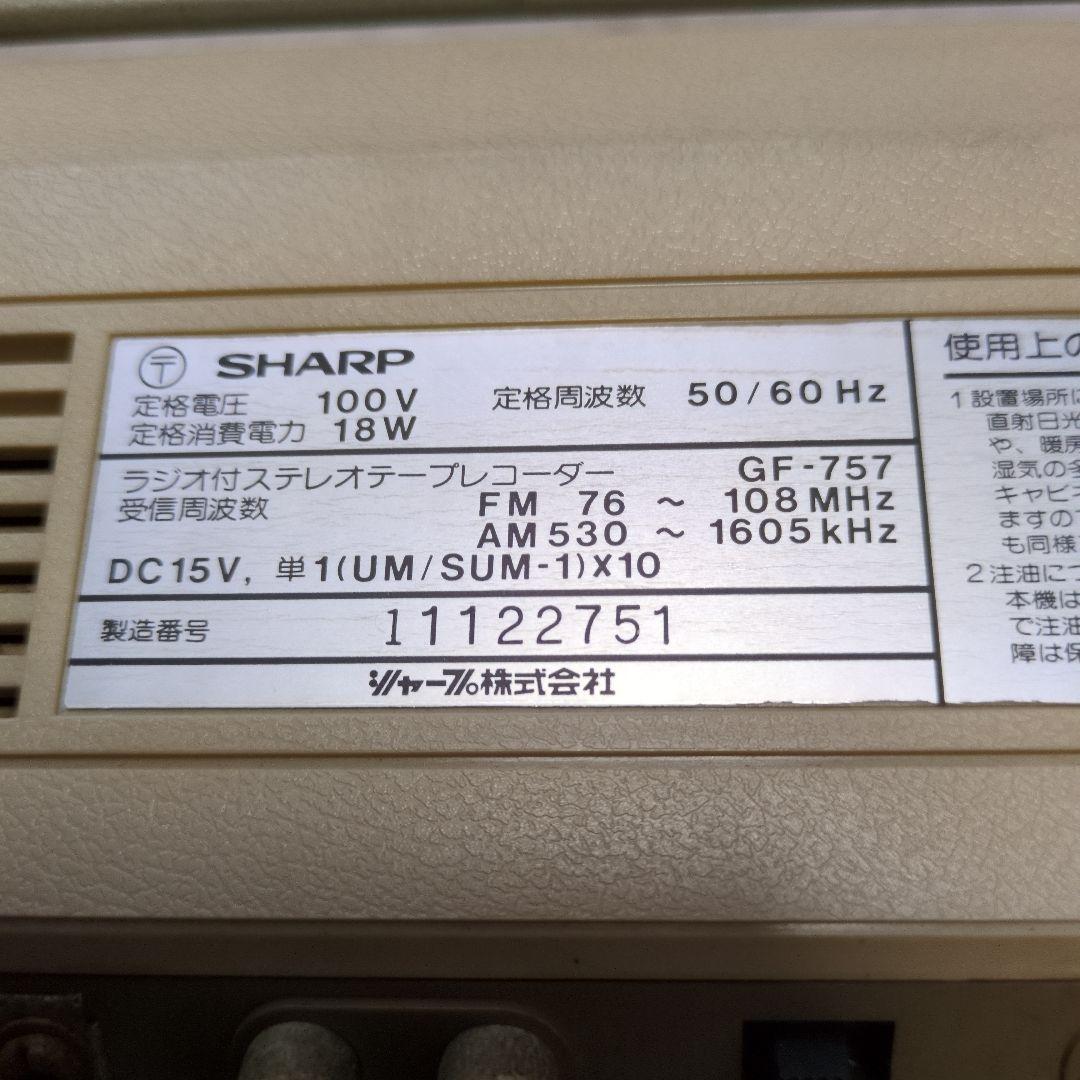 〒 SHARP
定格電圧 100V 定格周波数 50/60Hz
定格消費電力 18W
ラジオ付ステレオテープレコーダー GF-757
受信周波数 FM 76 ～ 108MHz
AM 530 ～ 1605kHz
DC15V, 単1(UM/SUM-1)×10
製造番号 11122751
シャープ株式会社
使用上の
1 設置場所に
直射日光
や、暖房
湿気の多
キャビネ
ますので
も同様
2 注油につ
本機は
で注油
障は保